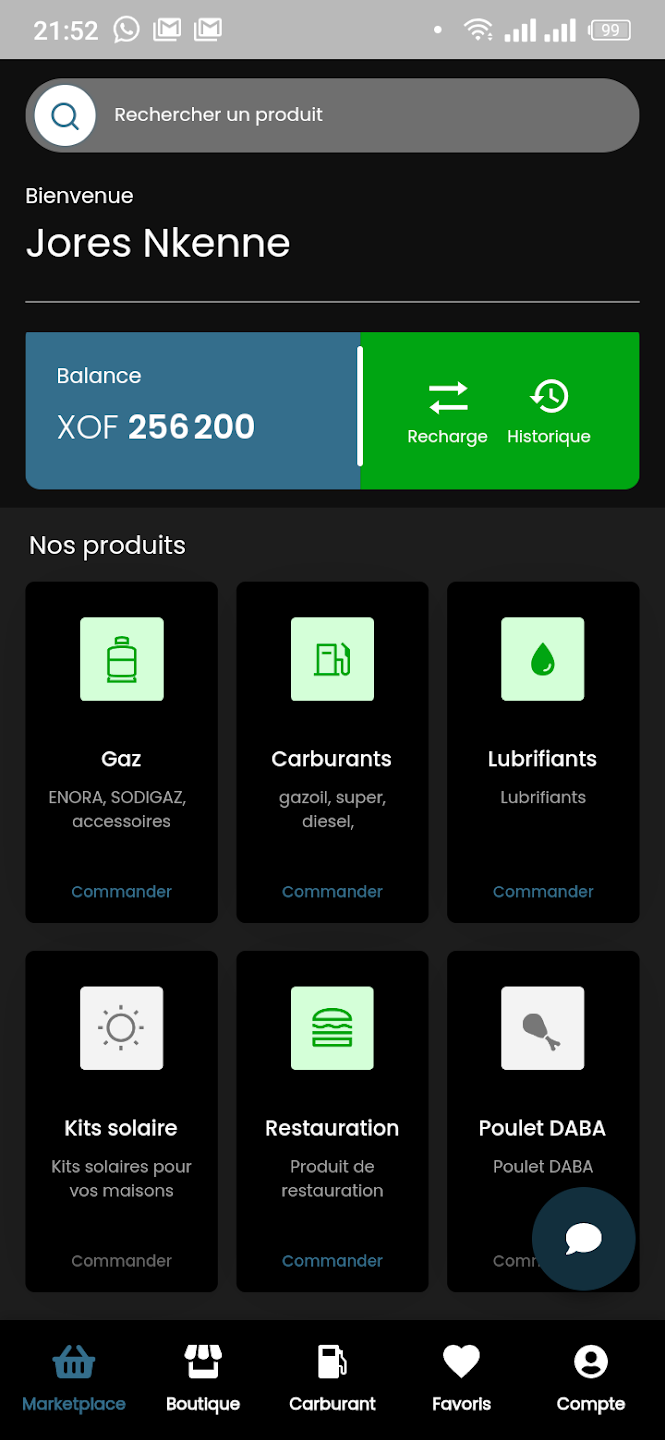 21:52
99
Rechercher un produit
Bienvenue
Jores Nkenne
Balance
XOF 256 200
Recharge
Historique
Nos produits
Gaz
ENORA, SODIGAZ,
accessoires
Commander
Carburants
gazoil, super,
diesel,
Commander
Lubrifiants
Lubrifiants
Commander
Kits solaire
Kits solaires pour
vos maisons
Commander
Restauration
Produit de
restauration
Commander
Poulet DABA
Poulet DABA
Marketplace
Boutique
Carburant
Favoris
Compte